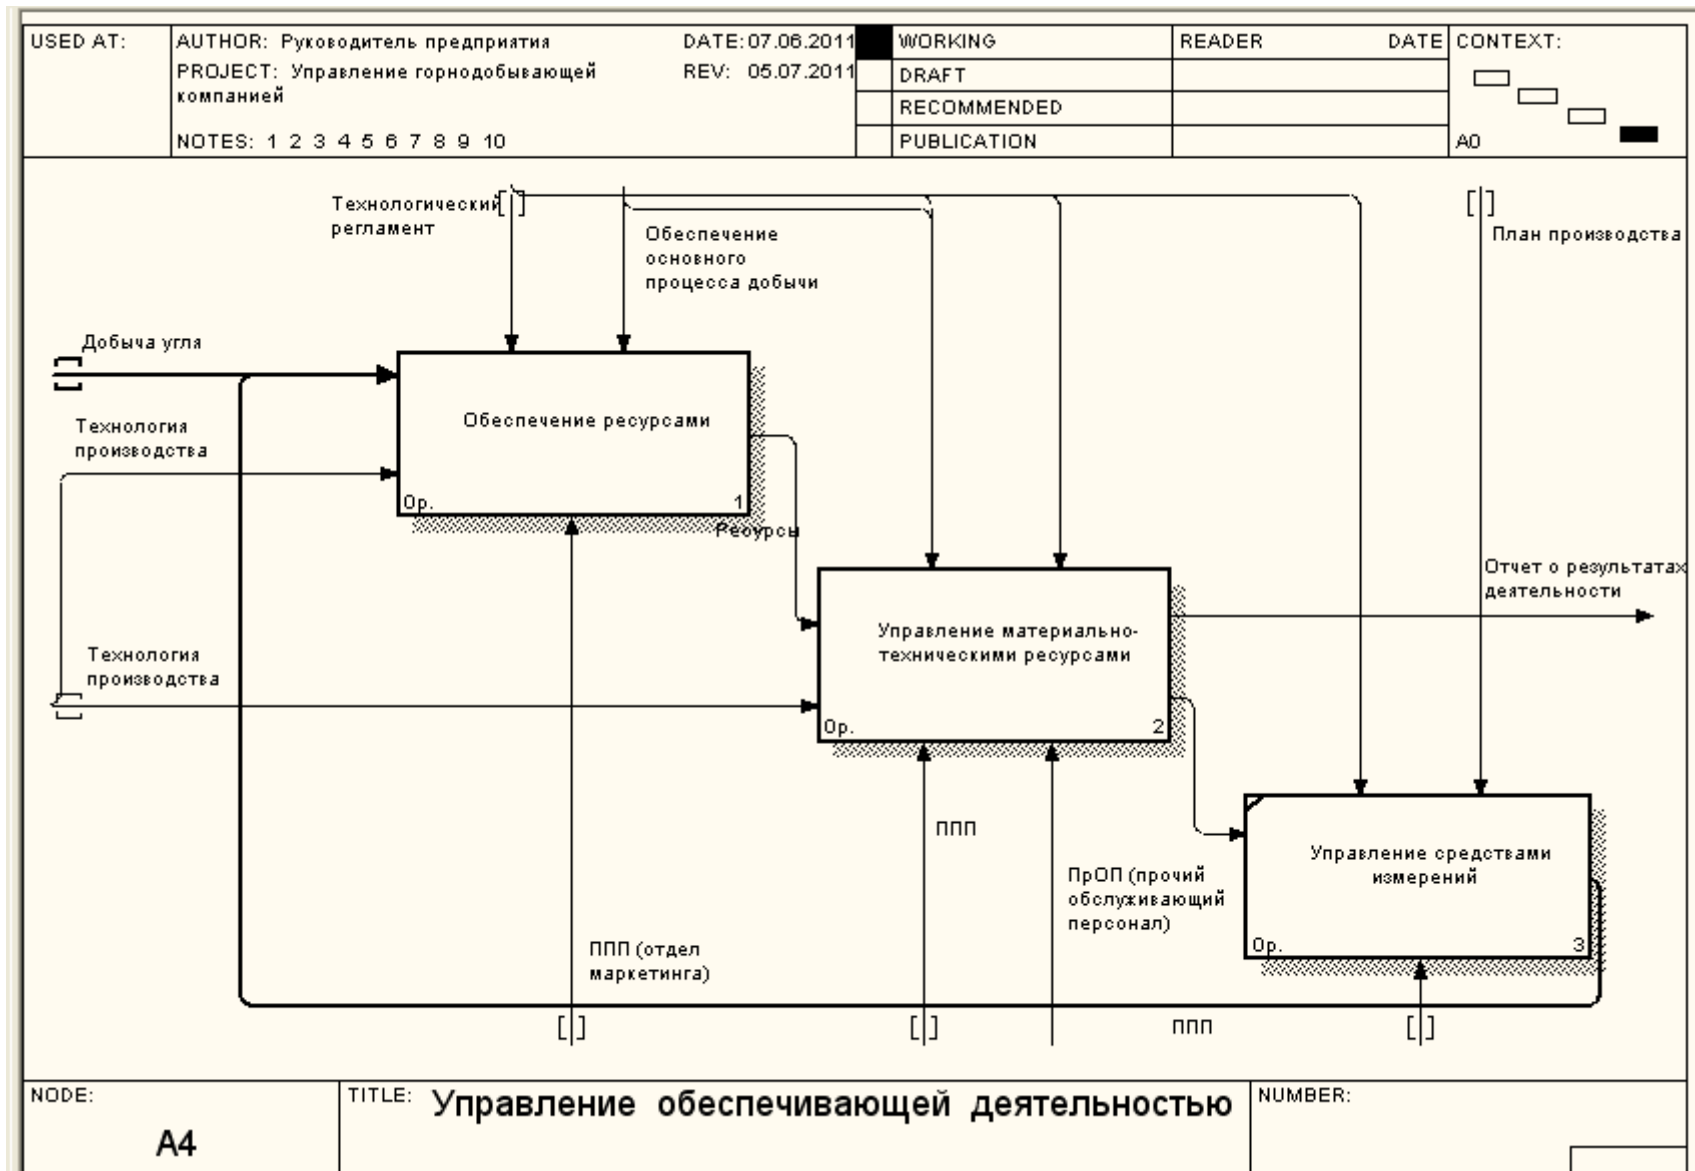 USED AT:
AUTHOR: Руководитель предприятия
DATE: 07.06.2011
PROJECT: Управление горнодобывающей
компанией
REV: 05.07.2011
NOTES: 1 2 3 4 5 6 7 8 9 10
WORKING
DRAFT
RECOMMENDED
PUBLICATION
READER DATE
CONTEXT:
A0
Технологический
регламент
Обеспечение
основного
процесса добычи
План производства
Добыча угля
Технология
производства
Обеспечение ресурсами
0р. 1
Ресурсы
Отчет о результатах
деятельности
Технология
производства
Управление материально-
техническими ресурсами
0р. 2
ППП
ПрОП (прочий
обслуживающий
персонал)
Управление средствами
измерений
0р. 3
ППП (отдел
маркетинга)
ППП
NODE:
A4
TITLE: Управление обеспечивающей деятельностью
NUMBER: